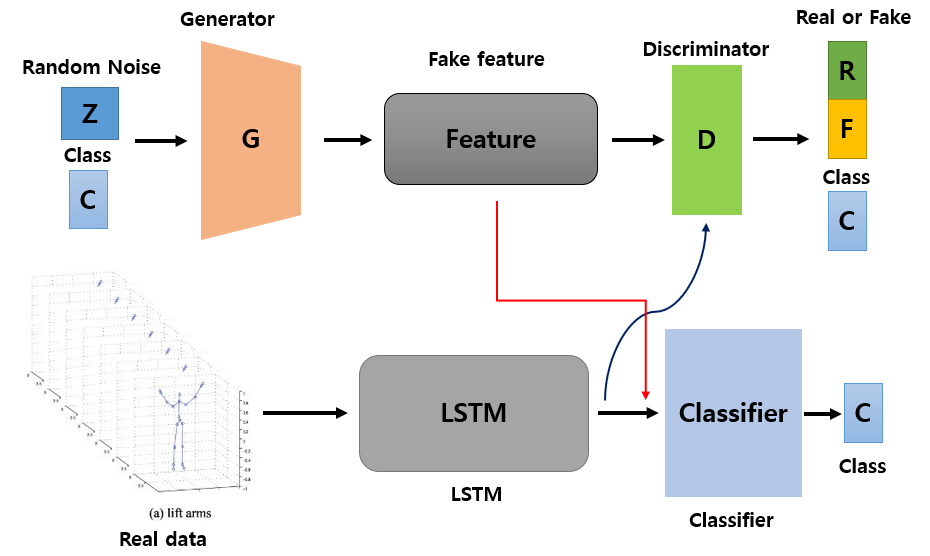 Generator
Real or Fake
Random Noise
Fake feature
Discriminator
Z
G
Feature
D
R
F
Class
C
Class
C
LSTM
Classifier
C
Class
LSTM
Classifier
(a) lift arms
Real data